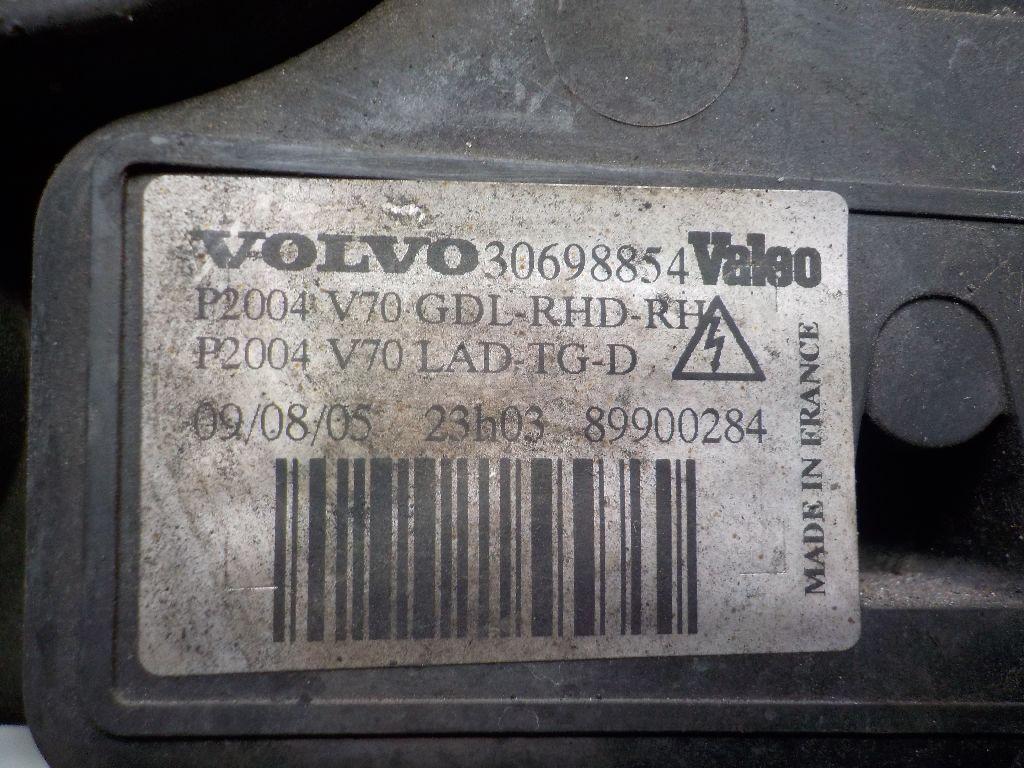 VOLVO 30698854 Valeo
P2004 V70 GDL-RHD-RH
P2004 V70 LAD-TG-D
09/08/05 23h03 89900284
MADE IN FRANCE